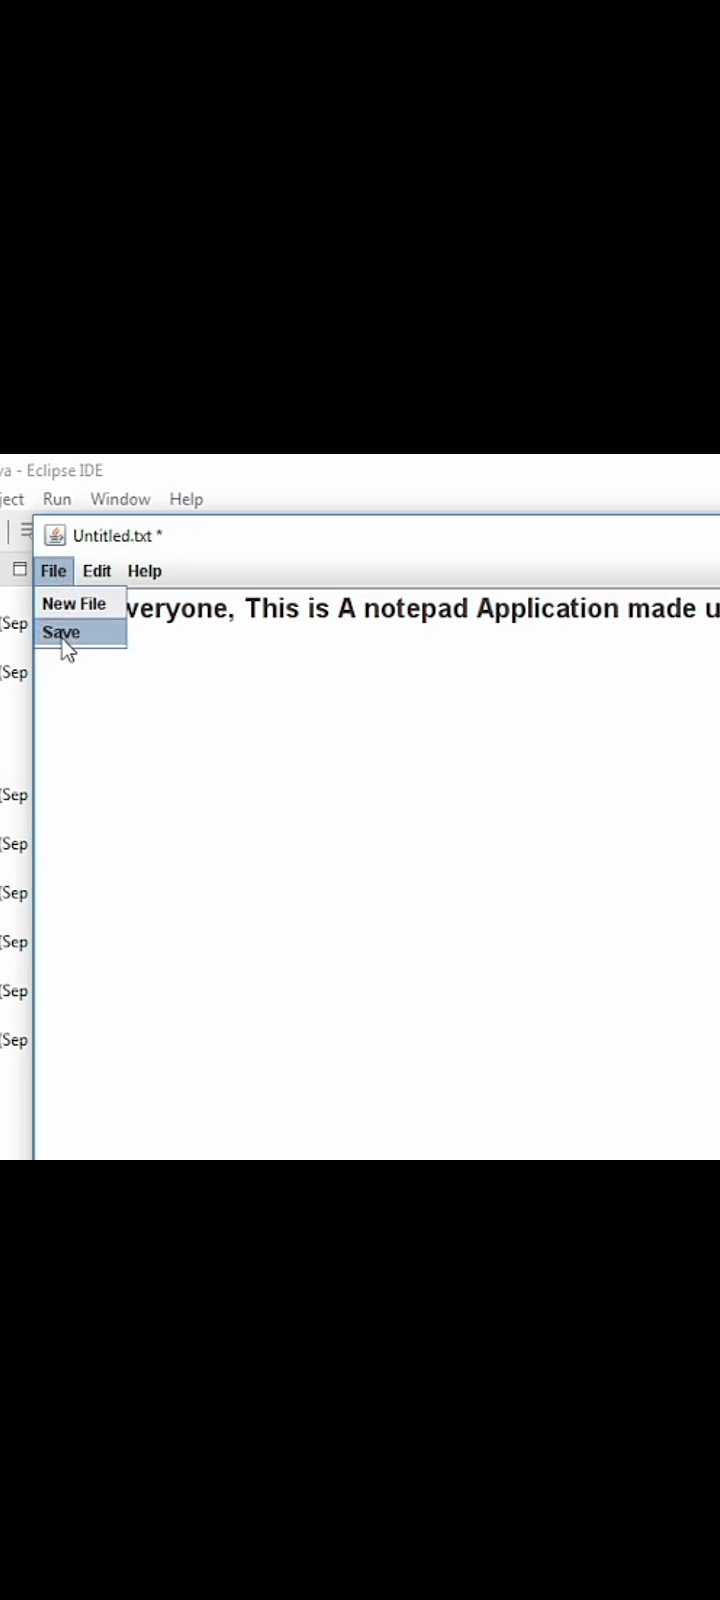 va - Eclipse IDE
ject Run Window Help
Untitled.txt *
File Edit Help
New File
veryone, This is A notepad Application made u
Save
[Sep
[Sep
[Sep
[Sep
[Sep
[Sep
[Sep
[Sep